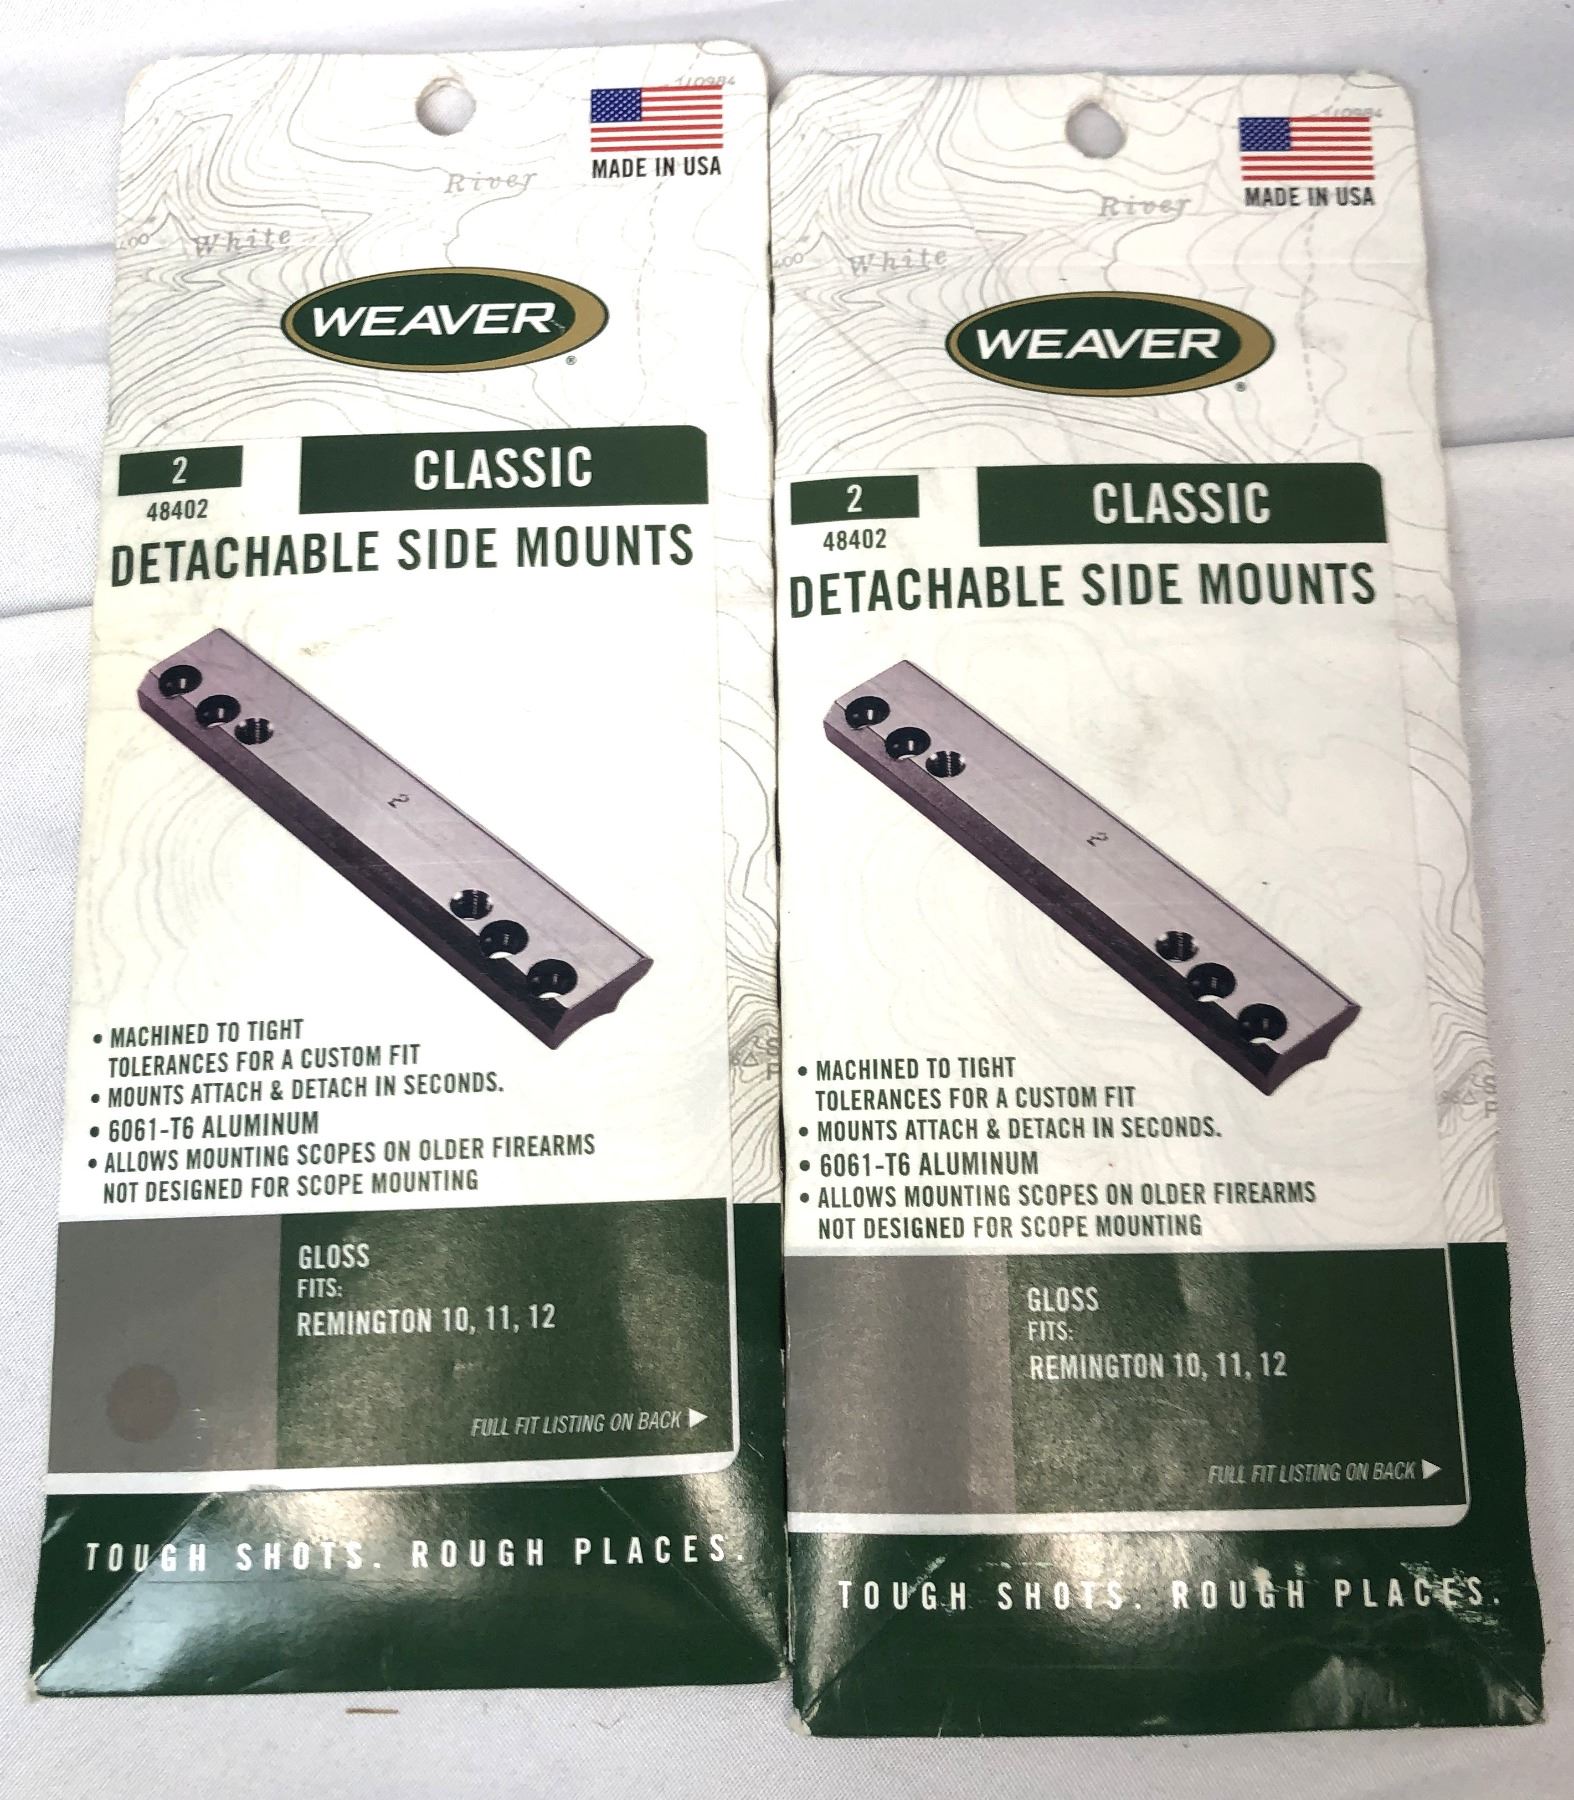 110984
MADE IN USA
River
White
400
WEAVER®
2
CLASSIC
48402
DETACHABLE SIDE MOUNTS
2
• MACHINED TO TIGHT
TOLERANCES FOR A CUSTOM FIT
• MOUNTS ATTACH & DETACH IN SECONDS.
• 6061-T6 ALUMINUM
• ALLOWS MOUNTING SCOPES ON OLDER FIREARMS
NOT DESIGNED FOR SCOPE MOUNTING
GLOSS
FITS:
REMINGTON 10, 11, 12
FULL FIT LISTING ON BACK
TOUGH SHOTS. ROUGH PLACES.
110984
MADE IN USA
River
White
400
WEAVER®
2
CLASSIC
48402
DETACHABLE SIDE MOUNTS
2
• MACHINED TO TIGHT
TOLERANCES FOR A CUSTOM FIT
• MOUNTS ATTACH & DETACH IN SECONDS.
• 6061-T6 ALUMINUM
• ALLOWS MOUNTING SCOPES ON OLDER FIREARMS
NOT DESIGNED FOR SCOPE MOUNTING
GLOSS
FITS:
REMINGTON 10, 11, 12
FULL FIT LISTING ON BACK
TOUGH SHOTS. ROUGH PLACES.